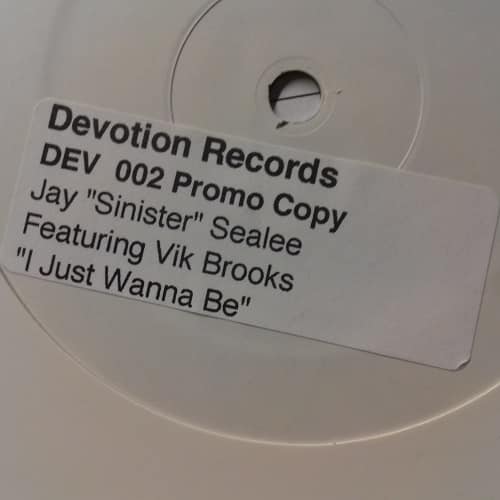 Devotion Records
DEV 002 Promo Copy
Jay "Sinister" Sealee
Featuring Vik Brooks
"I Just Wanna Be"